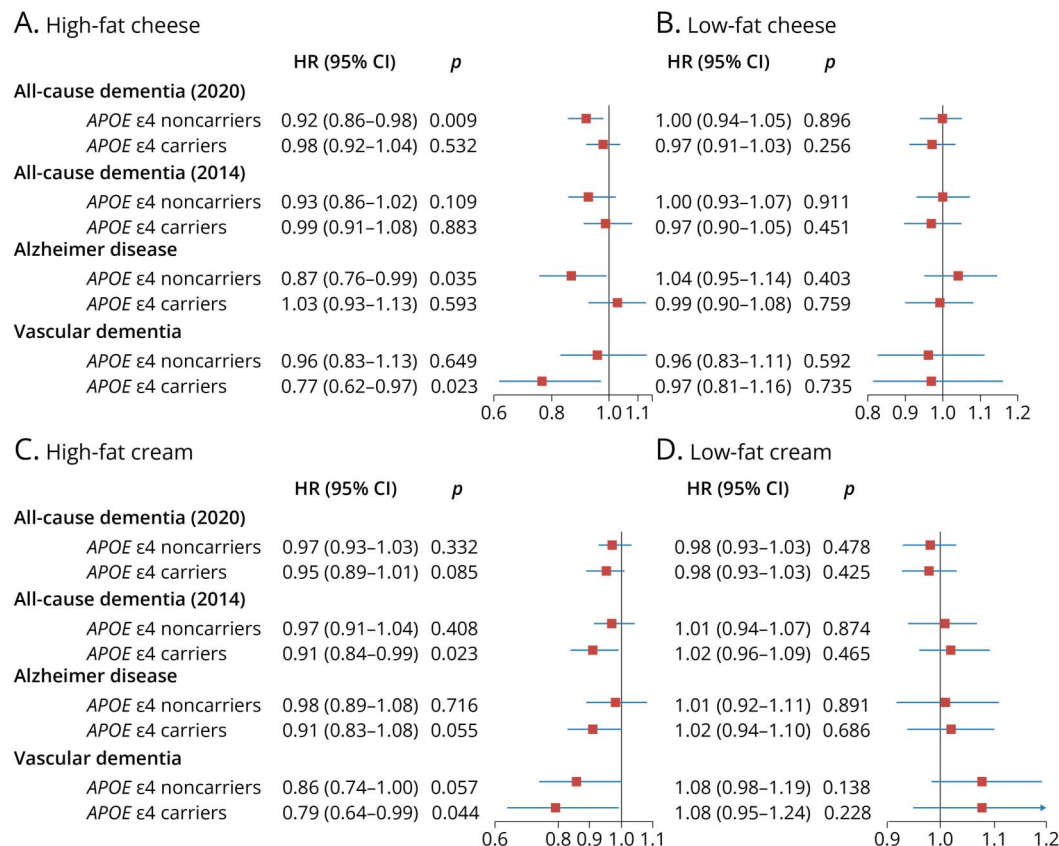 A. High-fat cheese
HR (95% CI) p
All-cause dementia (2020)
APOE ε4 noncarriers 0.92 (0.86–0.98) 0.009
APOE ε4 carriers 0.98 (0.92–1.04) 0.532
All-cause dementia (2014)
APOE ε4 noncarriers 0.93 (0.86–1.02) 0.109
APOE ε4 carriers 0.99 (0.91–1.08) 0.883
Alzheimer disease
APOE ε4 noncarriers 0.87 (0.76–0.99) 0.035
APOE ε4 carriers 1.03 (0.93–1.13) 0.593
Vascular dementia
APOE ε4 noncarriers 0.96 (0.83–1.13) 0.649
APOE ε4 carriers 0.77 (0.62–0.97) 0.023
0.6 1.0 1.1
B. Low-fat cheese
HR (95% CI) p
1.00 (0.94–1.05) 0.896
0.97 (0.91–1.03) 0.256
1.00 (0.93–1.07) 0.911
0.97 (0.90–1.05) 0.451
1.04 (0.95–1.14) 0.403
0.99 (0.90–1.08) 0.759
0.96 (0.83–1.11) 0.592
0.97 (0.81–1.16) 0.735
0.8 0.9 1.0 1.1 1.2
C. High-fat cream
HR (95% CI) p
All-cause dementia (2020)
APOE ε4 noncarriers 0.97 (0.93–1.03) 0.332
APOE ε4 carriers 0.95 (0.89–1.01) 0.085
All-cause dementia (2014)
APOE ε4 noncarriers 0.97 (0.91–1.04) 0.408
APOE ε4 carriers 0.91 (0.84–0.99) 0.023
Alzheimer disease
APOE ε4 noncarriers 0.98 (0.89–1.08) 0.716
APOE ε4 carriers 0.91 (0.83–1.08) 0.055
Vascular dementia
APOE ε4 noncarriers 0.86 (0.74–1.00) 0.057
APOE ε4 carriers 0.79 (0.64–0.99) 0.044
0.6 0.8 0.9 1.0 1.1
D. Low-fat cream
HR (95% CI) p
0.98 (0.93–1.03) 0.478
0.98 (0.93–1.03) 0.425
1.01 (0.94–1.07) 0.874
1.02 (0.96–1.09) 0.465
1.01 (0.92–1.11) 0.891
1.02 (0.94–1.10) 0.686
1.08 (0.98–1.19) 0.138
1.08 (0.95–1.24) 0.228
0.9 1.0 1.1 1.2